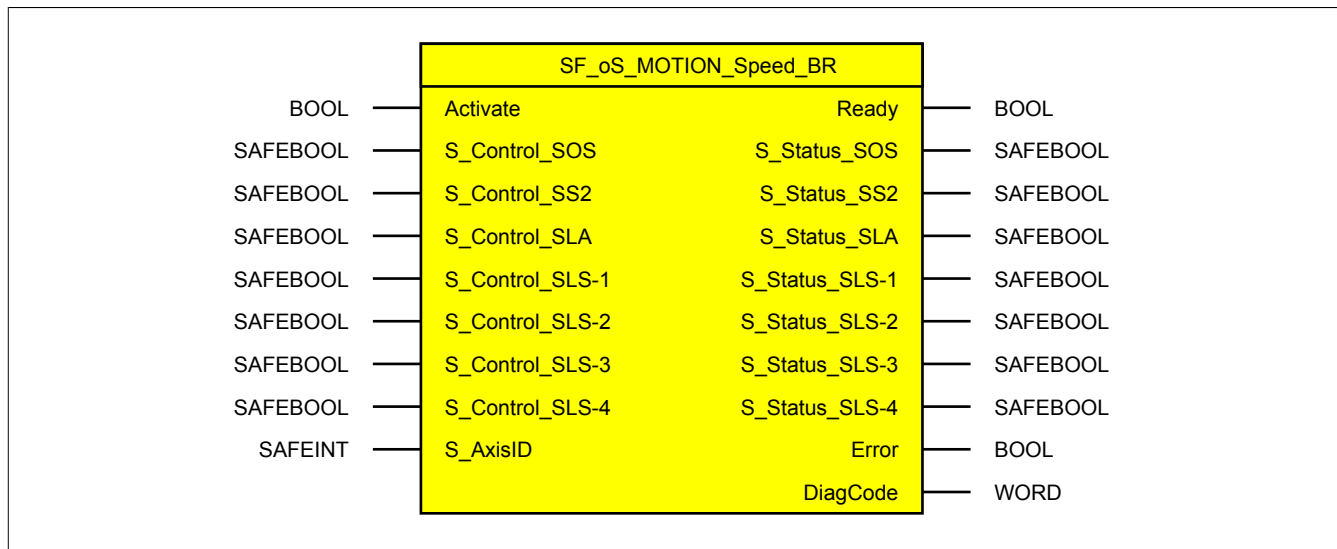 SF_oS_MOTION_Speed_BR
BOOL Activate Ready BOOL
SAFEBOOL S_Control_SOS S_Status_SOS SAFEBOOL
SAFEBOOL S_Control_SS2 S_Status_SS2 SAFEBOOL
SAFEBOOL S_Control_SLA S_Status_SLA SAFEBOOL
SAFEBOOL S_Control_SLS-1 S_Status_SLS-1 SAFEBOOL
SAFEBOOL S_Control_SLS-2 S_Status_SLS-2 SAFEBOOL
SAFEBOOL S_Control_SLS-3 S_Status_SLS-3 SAFEBOOL
SAFEBOOL S_Control_SLS-4 S_Status_SLS-4 SAFEBOOL
SAFEINT S_AxisID Error BOOL
DiagCode WORD